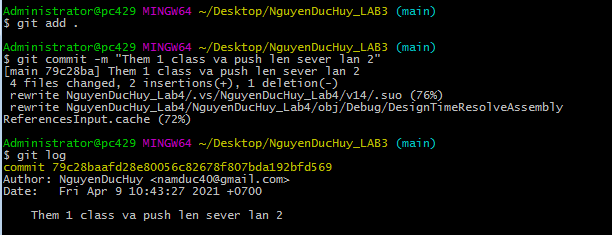 Administrator@pc429 MINGW64 ~/Desktop/NguyenDucHuy_LAB3 (main)
$ git add .
Administrator@pc429 MINGW64 ~/Desktop/NguyenDucHuy_LAB3 (main)
$ git commit -m "Them 1 class va push len sever lan 2"
[main 79c28ba] Them 1 class va push len sever lan 2
 4 files changed, 2 insertions(+), 1 deletion(-)
 rewrite NguyenDucHuy_Lab4/.vs/NguyenDucHuy_Lab4/v14/.suo (76%)
 rewrite NguyenDucHuy_Lab4/NguyenDucHuy_Lab4/obj/Debug/DesignTimeResolveAssembly
ReferencesInput.cache (72%)
Administrator@pc429 MINGW64 ~/Desktop/NguyenDucHuy_LAB3 (main)
$ git log
commit 79c28baafd28e80056c82678f807bda192bfd569
Author: NguyenDucHuy <namduc40@gmail.com>
Date:   Fri Apr 9 10:43:27 2021 +0700
    Them 1 class va push len sever lan 2